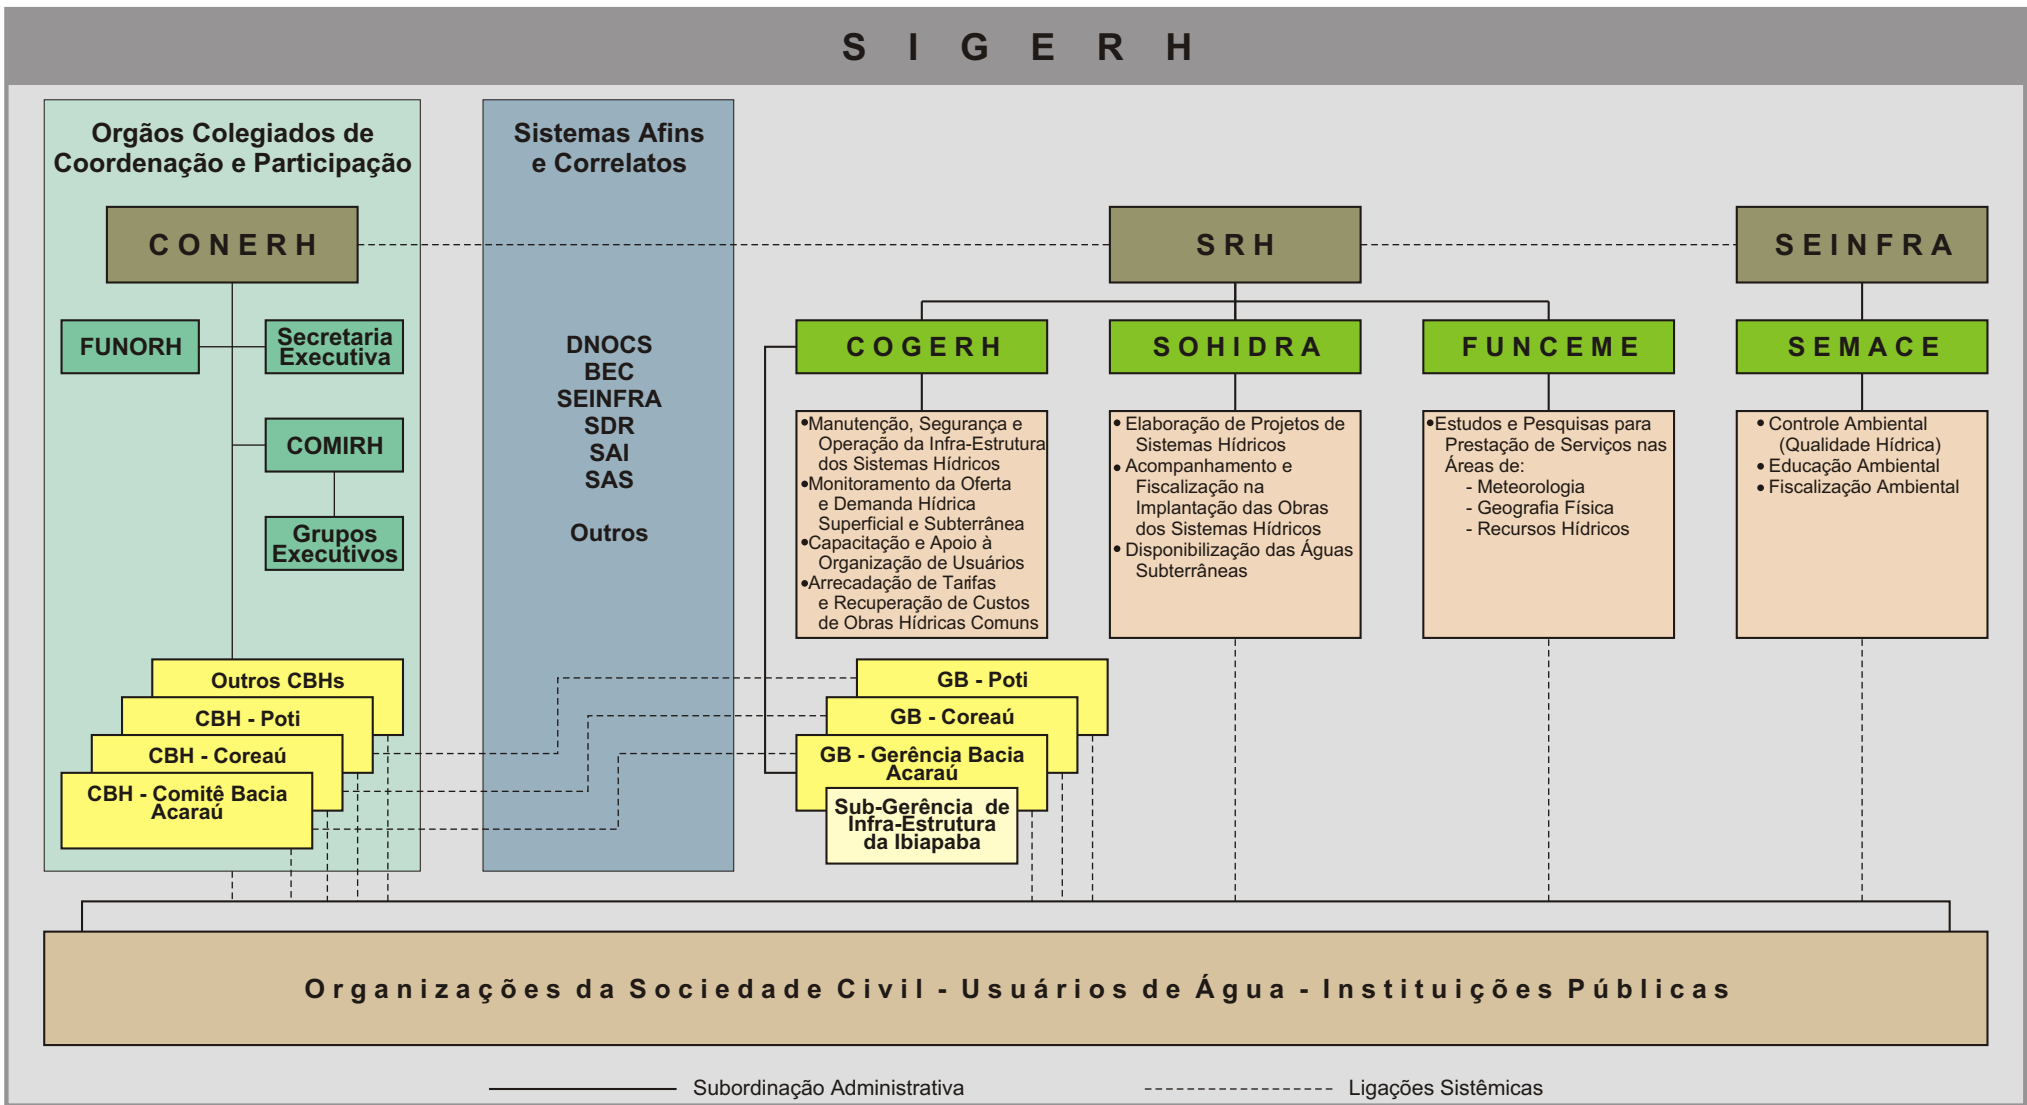 S I G E R H
Orgãos Colegiados de
Coordenação e Participação
CONERH
FUNORH
Secretaria
Executiva
COMIRH
Grupos
Executivos
Outros CBHs
CBH - Poti
CBH - Coreaú
CBH - Comitê Bacia
Acaraú
Sistemas Afins
e Correlatos
DNOCS
BEC
SEINFRA
SDR
SAI
SAS
Outros
SRH
SEINFRA
COGERH
SOHIDRA
FUNCEME
SEMACE
•Manutenção, Segurança e
Operação da Infra-Estrutura
dos Sistemas Hídricos
•Monitoramento da Oferta
e Demanda Hídrica
Superficial e Subterrânea
•Capacitação e Apoio à
Organização de Usuários
•Arrecadação de Tarifas
e Recuperação de Custos
de Obras Hídricas Comuns
• Elaboração de Projetos de
Sistemas Hídricos
• Acompanhamento e
Fiscalização na
Implantação das Obras
dos Sistemas Hídricos
• Disponibilização das Águas
Subterrâneas
•Estudos e Pesquisas para
Prestação de Serviços nas
Áreas de:
- Meteorologia
- Geografia Física
- Recursos Hídricos
• Controle Ambiental
(Qualidade Hídrica)
• Educação Ambiental
• Fiscalização Ambiental
GB - Poti
GB - Coreaú
GB - Gerência Bacia
Acaraú
Sub-Gerência de
Infra-Estrutura
da Ibiapaba
Organizações da Sociedade Civil - Usuários de Água - Instituições Públicas
Subordinação Administrativa
Ligações Sistêmicas